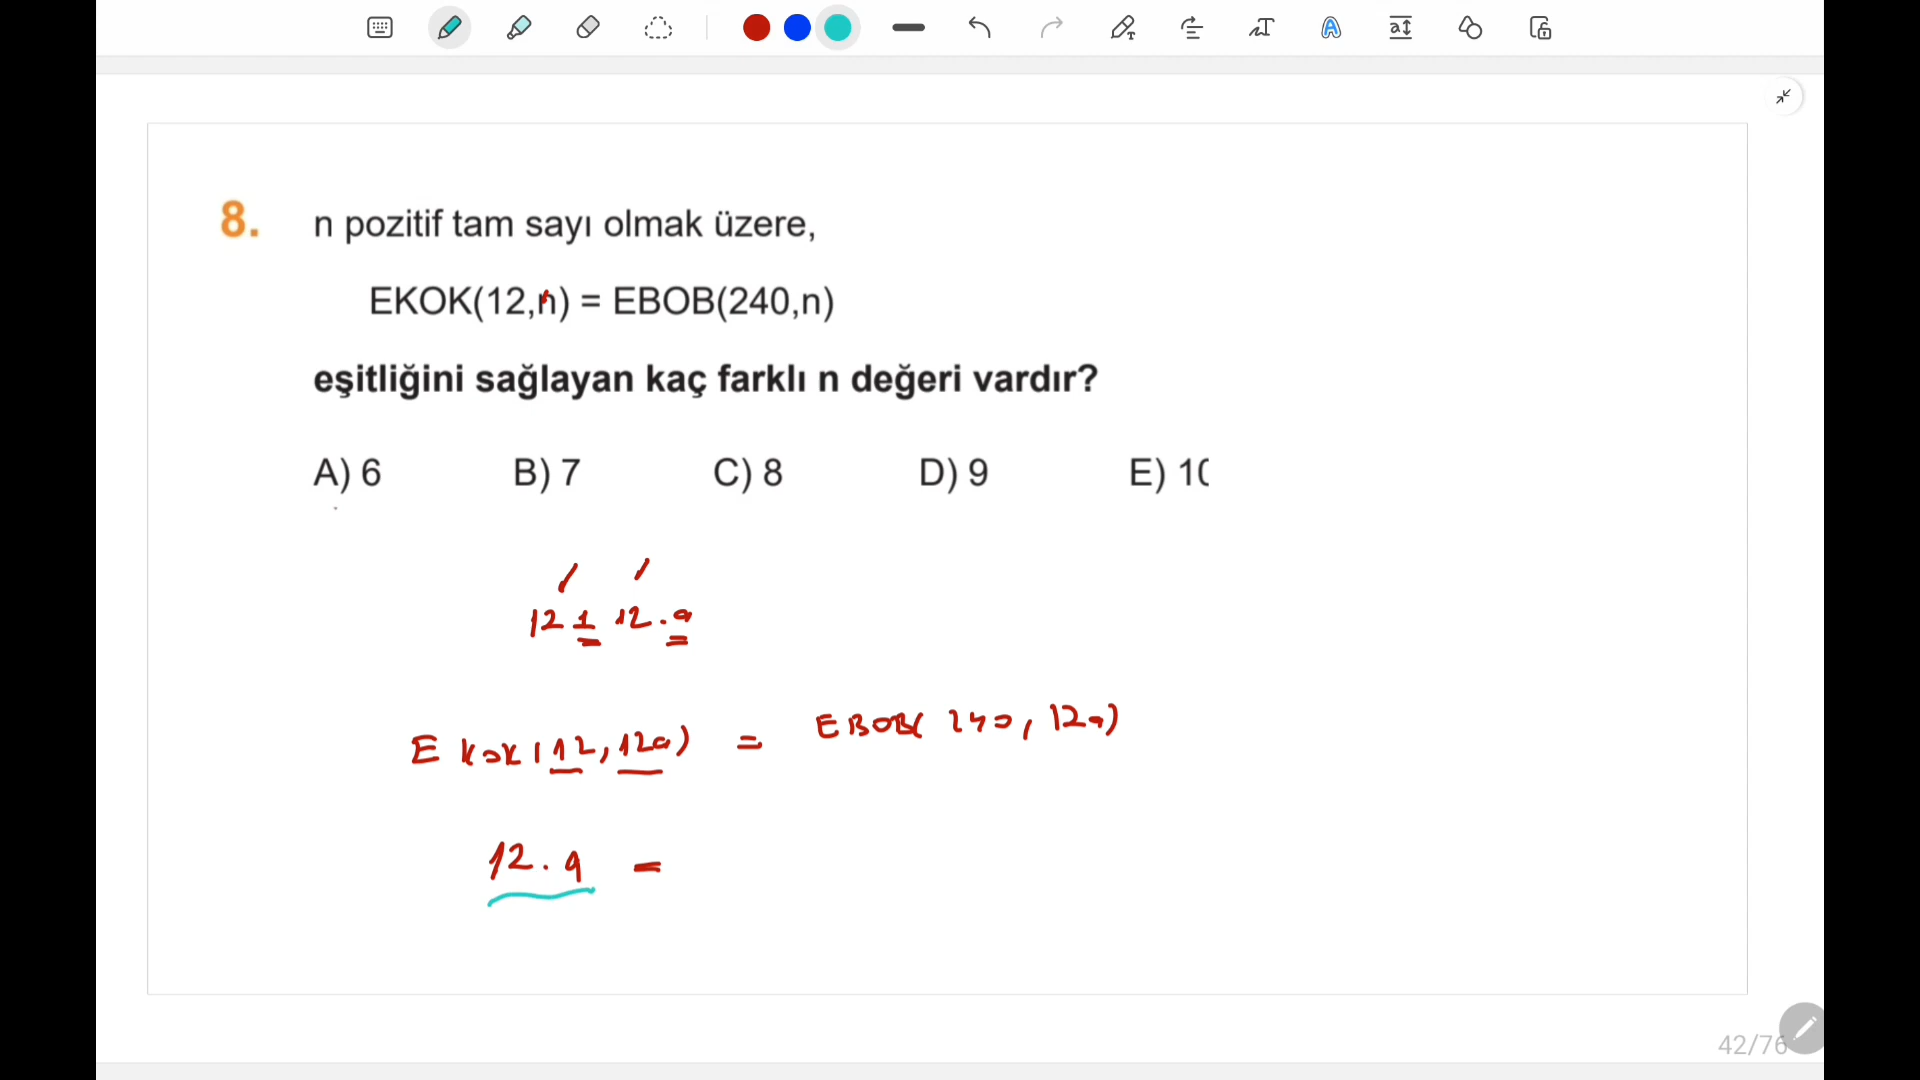 8. n pozitif tam sayı olmak üzere,
EKOK(12,n) = EBOB(240,n)
eşitliğini sağlayan kaç farklı n değeri vardır?
A) 6 B) 7 C) 8 D) 9 E) 10
12 1 12.a
EKOK(12,12a) = EBOB(240,12a)
12.a =
42/76